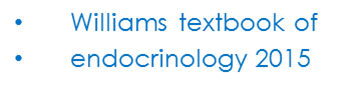 • Williams textbook of
• endocrinology 2015